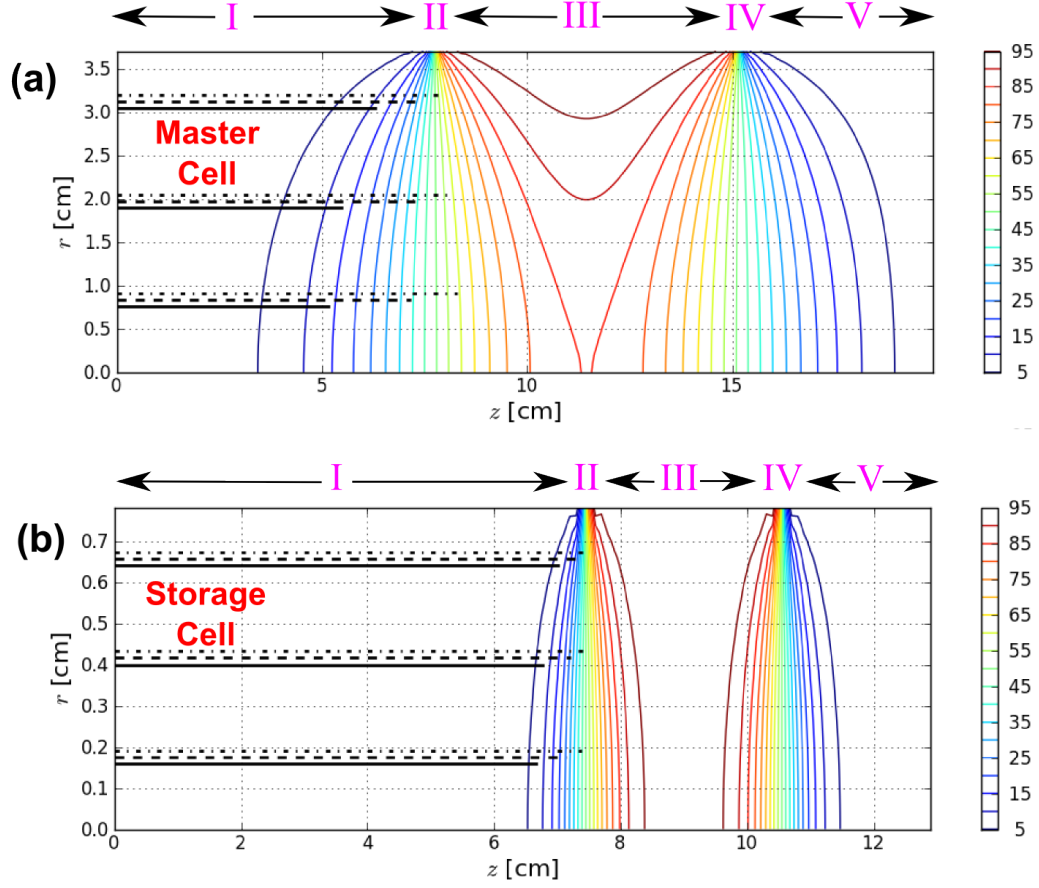 I II III IV V
(a)
3.5
3.0
2.5
2.0
1.5
1.0
0.5
0.0
r [cm]
Master
Cell
0 5 10 15
z [cm]
95
85
75
65
55
45
35
25
15
5
I II III IV V
(b)
0.7
0.6
0.5
0.4
0.3
0.2
0.1
0.0
r [cm]
Storage
Cell
0 2 4 6 8 10 12
z [cm]
95
85
75
65
55
45
35
25
15
5